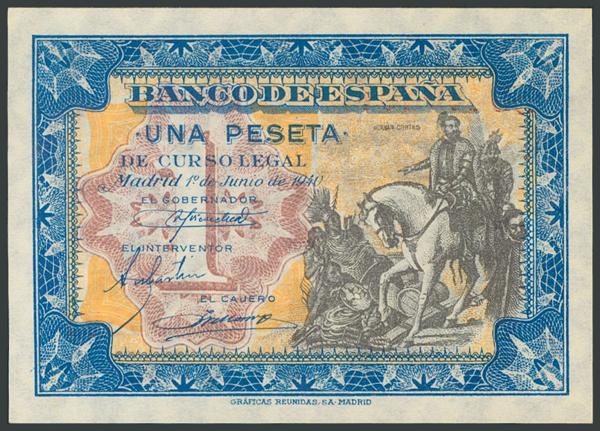 BANCO DE ESPAÑA
· UNA PESETA ·
1
HERNAN CORTES
DE CURSO LEGAL
Madrid 1º de Junio de 1940
EL GOBERNADOR
EL INTERVENTOR
EL CAJERO
GRÁFICAS REUNIDAS, S.A. MADRID